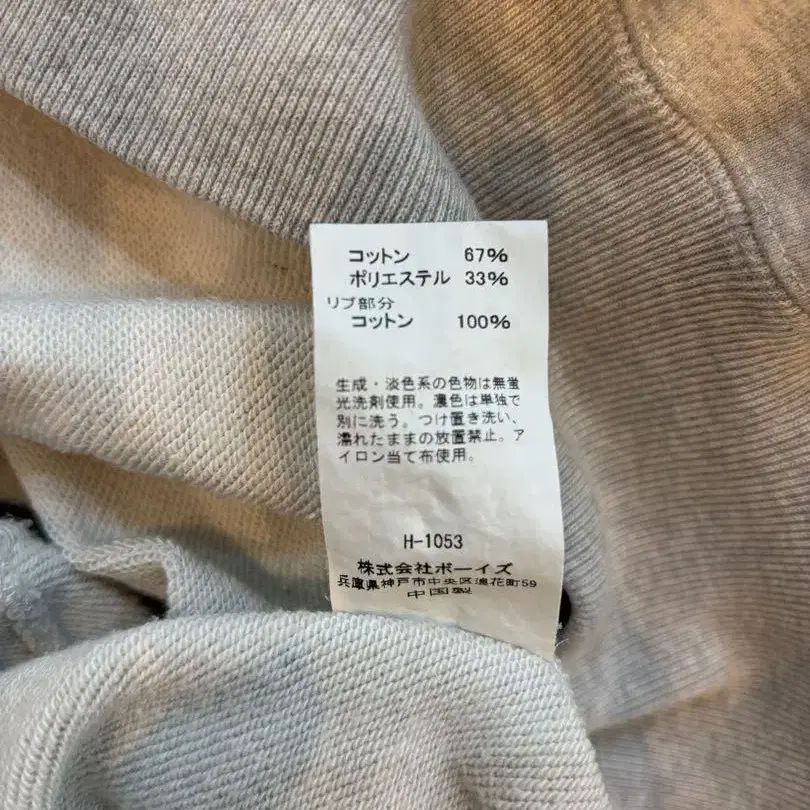 コットン 67%
ポリエステル 33%
リブ部分
コットン 100%
生成・淡色系の色物は無蛍
光洗剤使用。濃色は単独で
別に洗う。つけ置き洗い、
濡れたままの放置禁止。ア
イロン当て布使用。
H-1053
株式会社ボーイズ
兵庫県神戸市中央区浪花町59
中国製